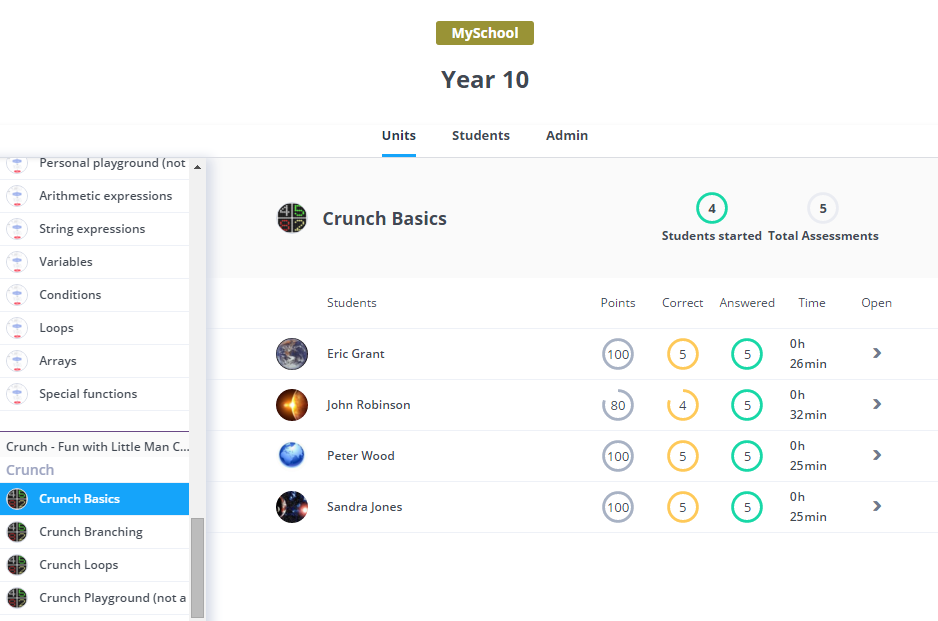 MySchool
Year 10
Units Students Admin
Personal playground (not
Arithmetic expressions
String expressions
Variables
Conditions
Loops
Arrays
Special functions
Crunch - Fun with Little Man C...
Crunch
Crunch Basics
Crunch Branching
Crunch Loops
Crunch Playground (not a
Crunch Basics
4 5
Students started Total Assessments
Students Points Correct Answered Time Open
Eric Grant 100 5 5 0h
26min
John Robinson 80 4 5 0h
32min
Peter Wood 100 5 5 0h
25min
Sandra Jones 100 5 5 0h
25min